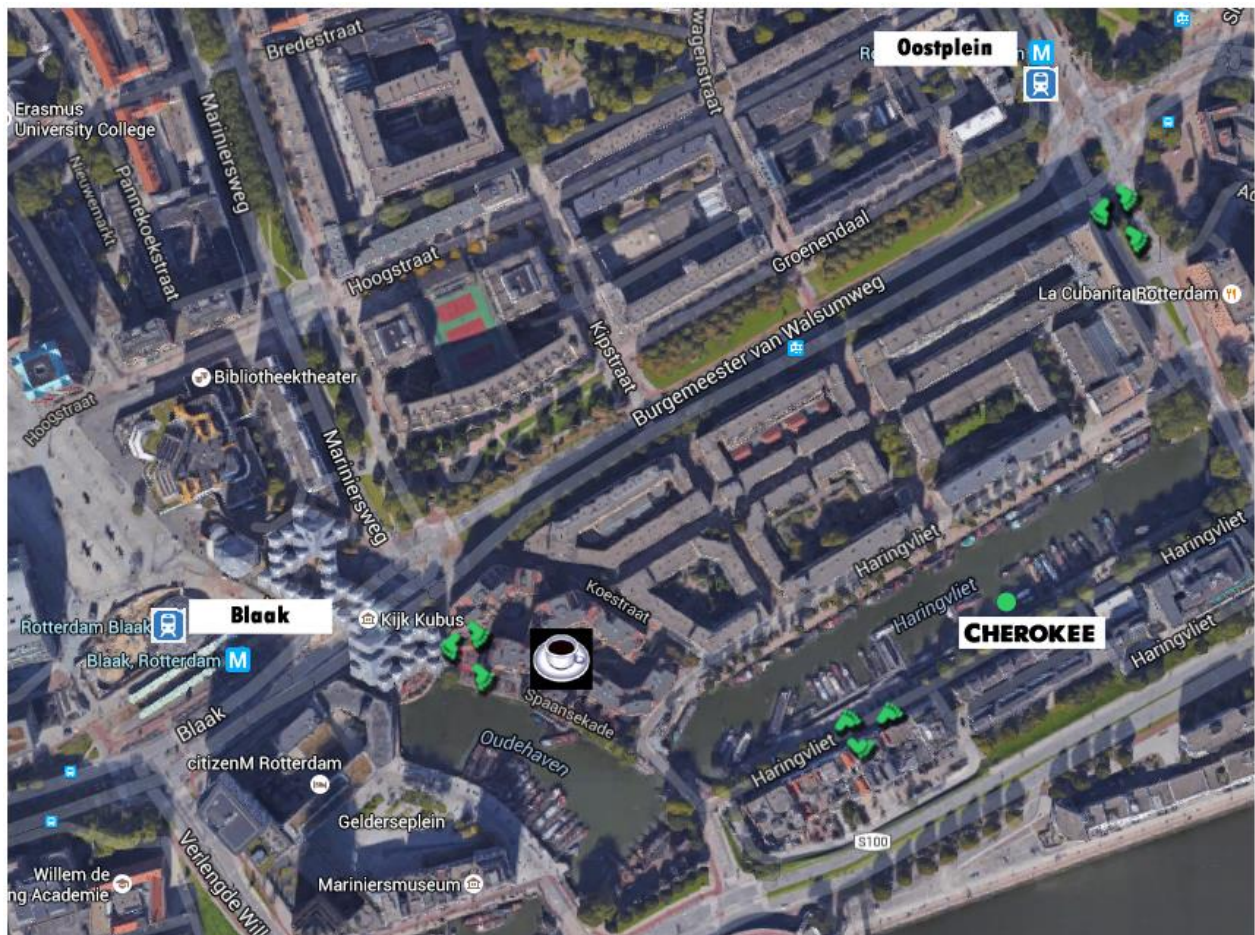 Bredestraat
Oostplein
M
Erasmus
University College
Mariniersweg
Nieuwemarkt
Pannekoekstraat
Hoogstraat
Groenendaal
La Cubanita Rotterdam
Kipstraat
Burgemeester van Walsumweg
Bibliotheektheater
Hoogstraat
Mariniersweg
Haringvliet
Haringvliet
Koestraat
Haringvliet
Blaak
Kijk Kubus
Rotterdam Blaak
CHEROKEE
Blaak, Rotterdam M
Haringvliet
Spaansekade
Blaak
Oudehaven
citizenM Rotterdam
Haringvliet
Gelderseplein
S100
Willem de
ng Academie
Mariniersmuseum
Verlengde Will